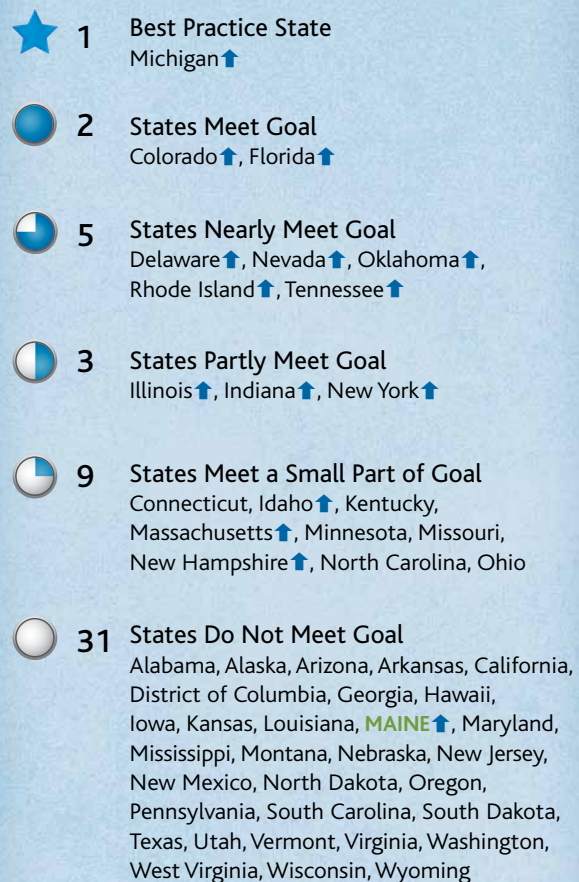 1 Best Practice State
Michigan⬆
2 States Meet Goal
Colorado⬆, Florida⬆
5 States Nearly Meet Goal
Delaware⬆, Nevada⬆, Oklahoma⬆,
Rhode Island⬆, Tennessee⬆
3 States Partly Meet Goal
Illinois⬆, Indiana⬆, New York⬆
9 States Meet a Small Part of Goal
Connecticut, Idaho⬆, Kentucky,
Massachusetts⬆, Minnesota, Missouri,
New Hampshire⬆, North Carolina, Ohio
31 States Do Not Meet Goal
Alabama, Alaska, Arizona, Arkansas, California,
District of Columbia, Georgia, Hawaii,
Iowa, Kansas, Louisiana, MAINE⬆, Maryland,
Mississippi, Montana, Nebraska, New Jersey,
New Mexico, North Dakota, Oregon,
Pennsylvania, South Carolina, South Dakota,
Texas, Utah, Vermont, Virginia, Washington,
West Virginia, Wisconsin, Wyoming